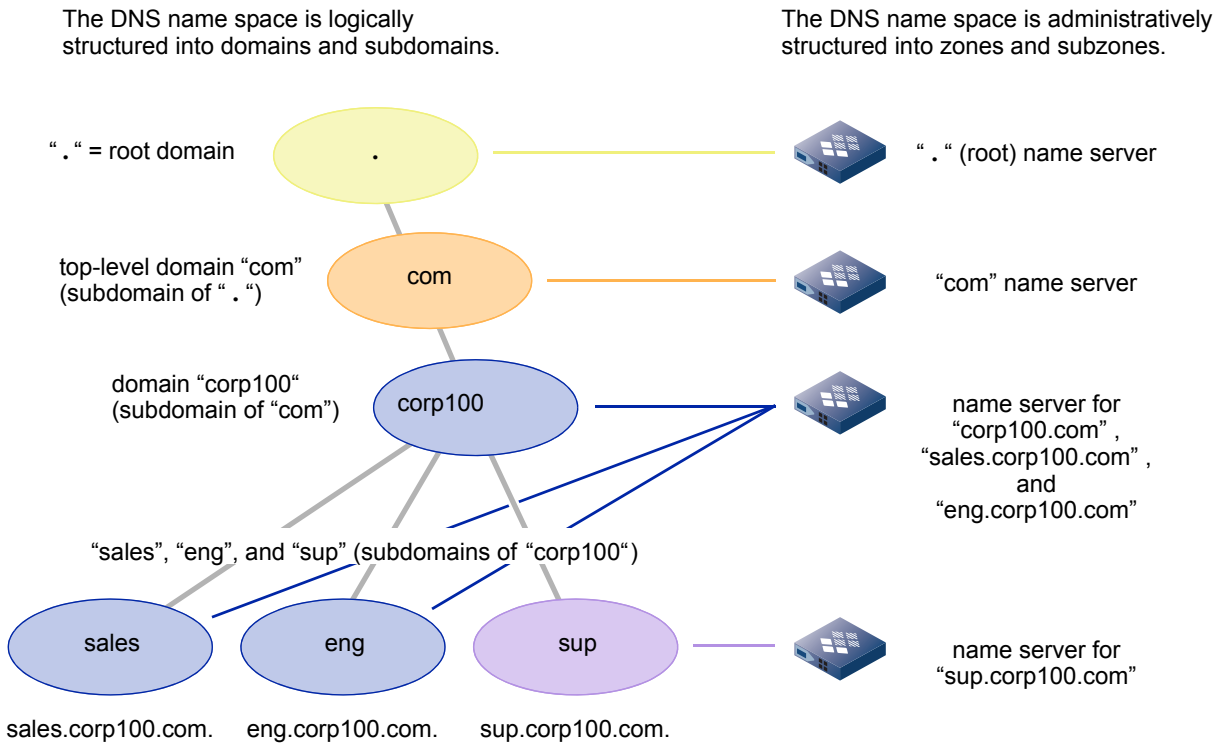 The DNS name space is logically
structured into domains and subdomains.
The DNS name space is administratively
structured into zones and subzones.
“.“ = root domain
.
“.“ (root) name server
top-level domain “com”
(subdomain of “.“)
com
“com” name server
domain “corp100“
(subdomain of “com”)
corp100
name server for
“corp100.com” ,
“sales.corp100.com” ,
and
“eng.corp100.com”
“sales”, “eng”, and “sup” (subdomains of “corp100“)
sales
eng
sup
name server for
“sup.corp100.com”
sales.corp100.com.
eng.corp100.com.
sup.corp100.com.